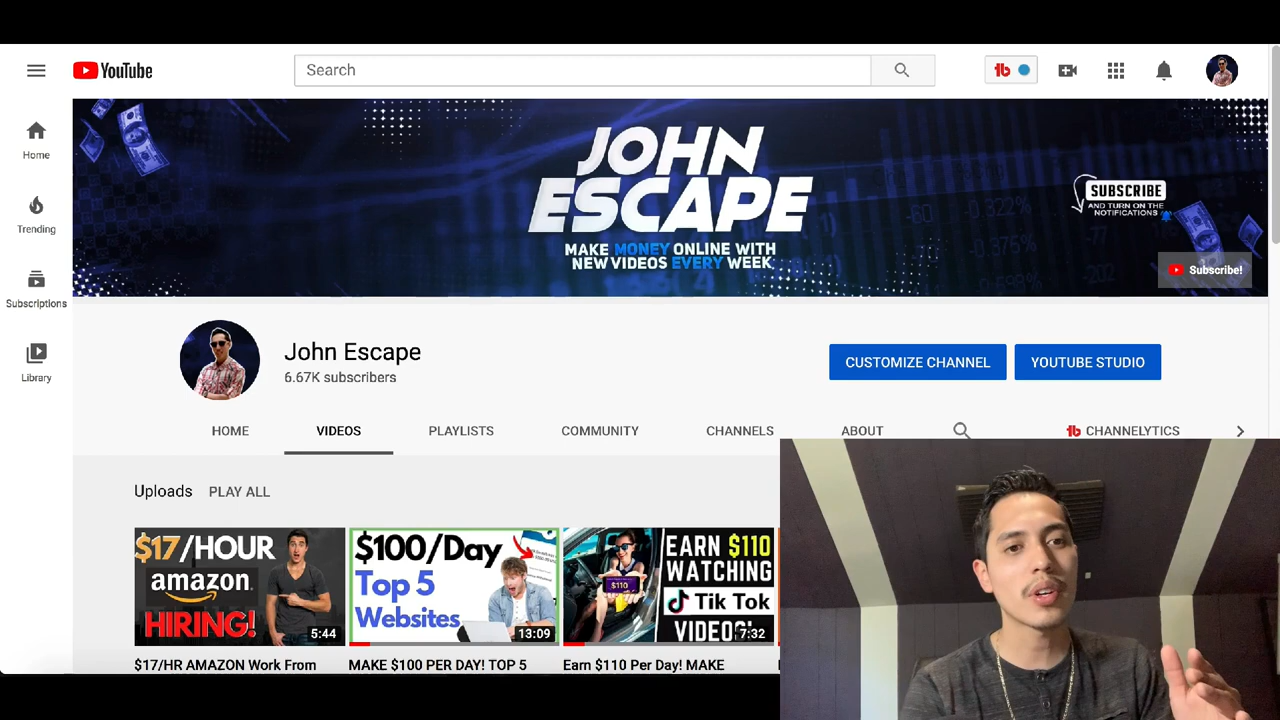 YouTube
Search
tb
Home
Trending
Subscriptions
Library
JOHN
ESCAPE
MAKE MONEY ONLINE WITH
NEW VIDEOS EVERY WEEK
SUBSCRIBE
AND TURN ON THE
NOTIFICATIONS
Subscribe!
John Escape
6.67K subscribers
CUSTOMIZE CHANNEL
YOUTUBE STUDIO
HOME
VIDEOS
PLAYLISTS
COMMUNITY
CHANNELS
ABOUT
tb CHANNELYTICS
Uploads
PLAY ALL
$17/HOUR
amazon
HIRING!
5:44
$100/Day
Top 5
Websites
13:09
$110
EARN $110
WATCHING
Tik Tok
VIDEOS
7:32
$17/HR AMAZON Work From
MAKE $100 PER DAY! TOP 5
Earn $110 Per Day! MAKE